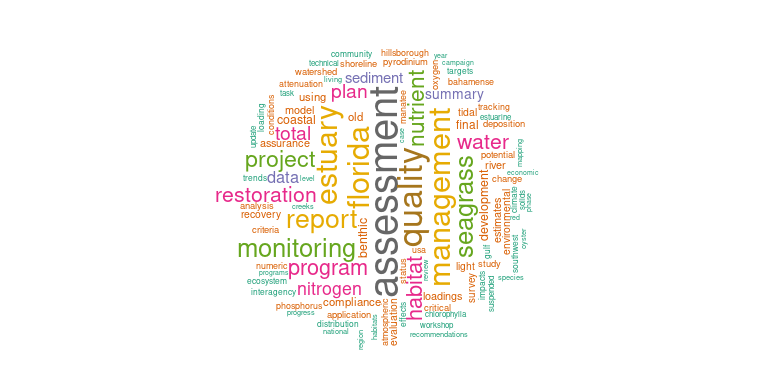 community
hillsborough
year
technical
shoreline
pyrodinium
campaign
watershed
oxygen
targets
living
sediment
bahamense
attenuation
plan
nutrient
summary
task
using
manatee
tracking
model
old
tidal
estuarine
coastal
final
deposition
loading
conditions
total
estuary
florida
assessment
quality
management
water
update
assurance
case
mapping
project
seagrass
potential
river
economic
trends
data
level
change
restoration
development
climate
solids
phase
analysis
creeks
report
estimates
environmental
red
recovery
criteria
monitoring
benthic
usa
gulf
southwest
oyster
numeric
program
status
review
light
study
programs
habitat
species
ecosystem
nitrogen
survey
impacts
suspended
interagency
compliance
loadings
phosphorus
critical
progress
application
atmospheric
evaluation
effects
chlorophylla
distribution
habitats
workshop
national
region
recommendations